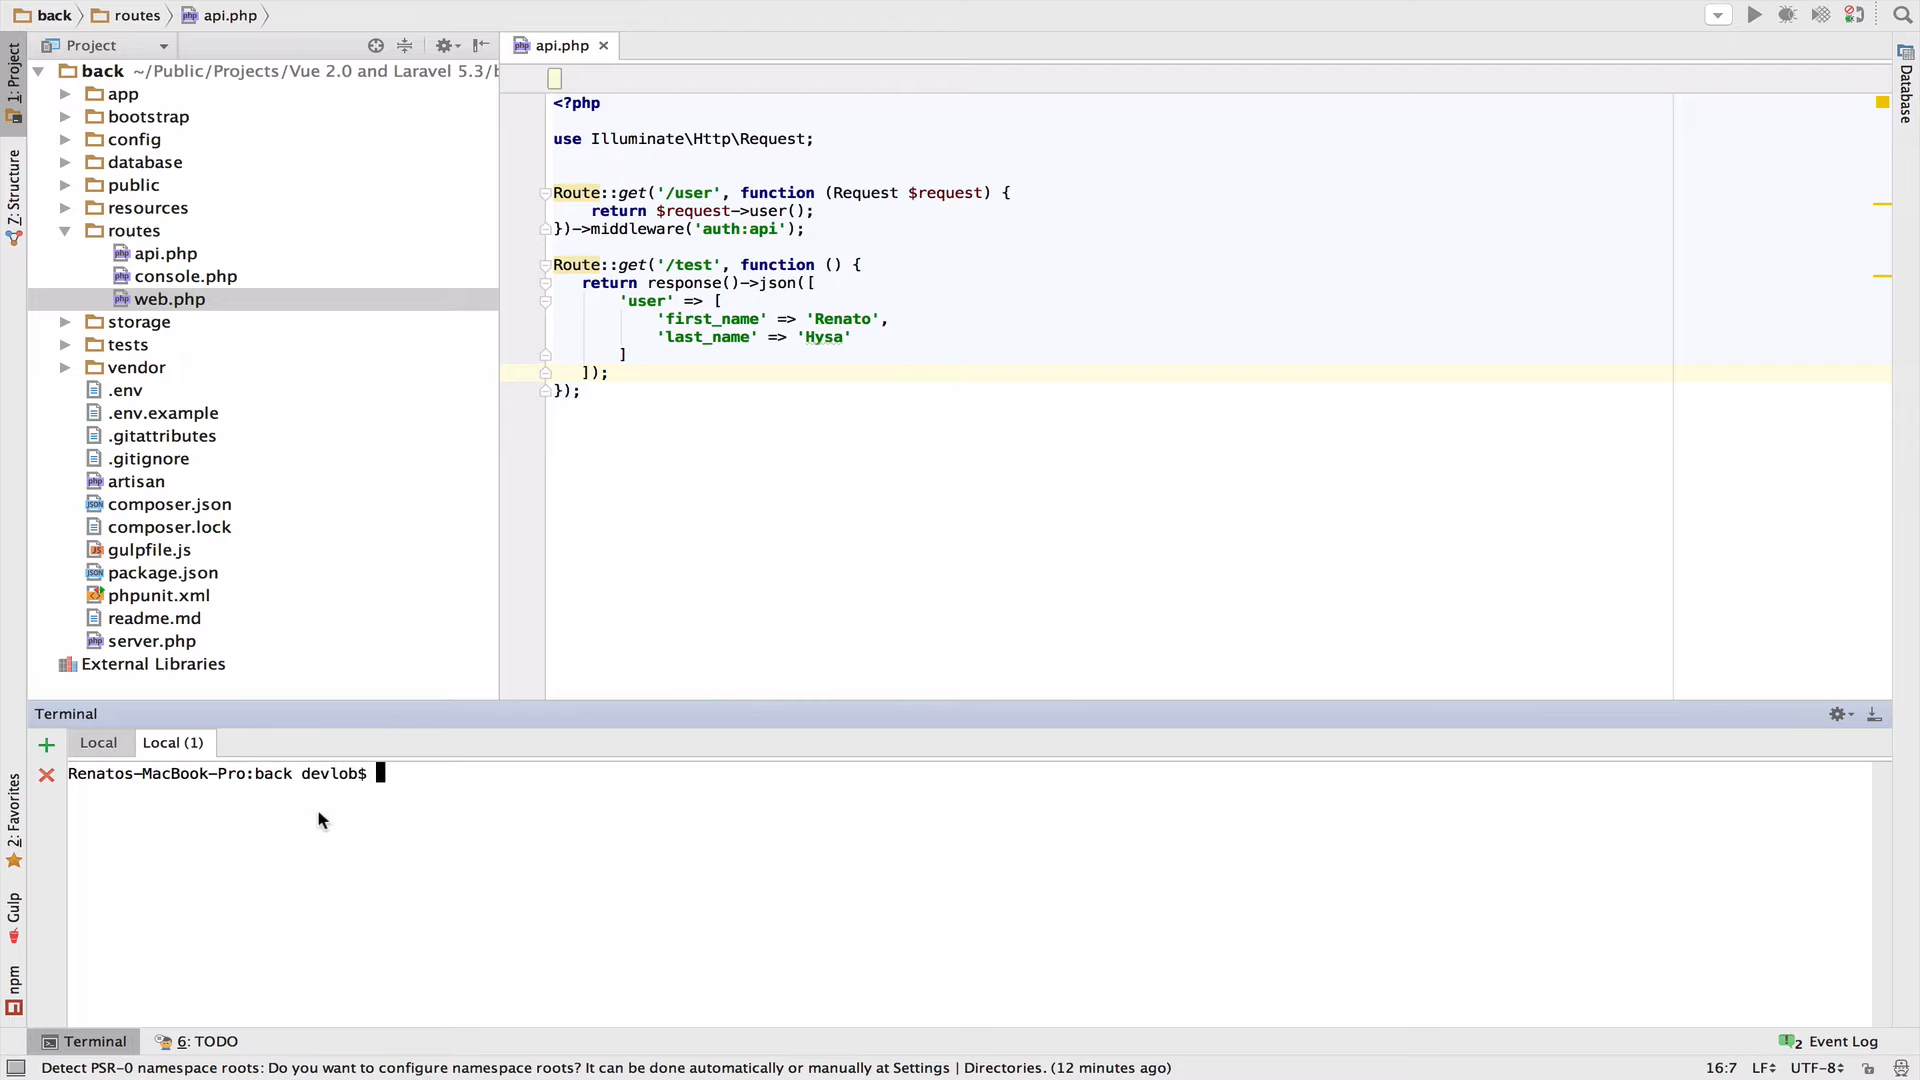 back
routes
api.php
Project
api.php
1: Project
7: Structure
2: Favorites
Gulp
npm
Database
back ~/Public/Projects/Vue 2.0 and Laravel 5.3/b
app
bootstrap
config
database
public
resources
routes
api.php
console.php
web.php
storage
tests
vendor
.env
.env.example
.gitattributes
.gitignore
artisan
composer.json
composer.lock
gulpfile.js
package.json
phpunit.xml
readme.md
server.php
External Libraries
<?php
use Illuminate\Http\Request;
Route::get('/user', function (Request $request) {
return $request->user();
})->middleware('auth:api');
Route::get('/test', function () {
return response()->json([
'user' => [
'first_name' => 'Renato',
'last_name' => 'Hysa'
]
]);
});
Terminal
Local
Local (1)
Renatos-MacBook-Pro:back devlob$
Terminal
6: TODO
2 Event Log
Detect PSR-0 namespace roots: Do you want to configure namespace roots? It can be done automatically or manually at Settings | Directories. (12 minutes ago)
16:7
LF
UTF-8